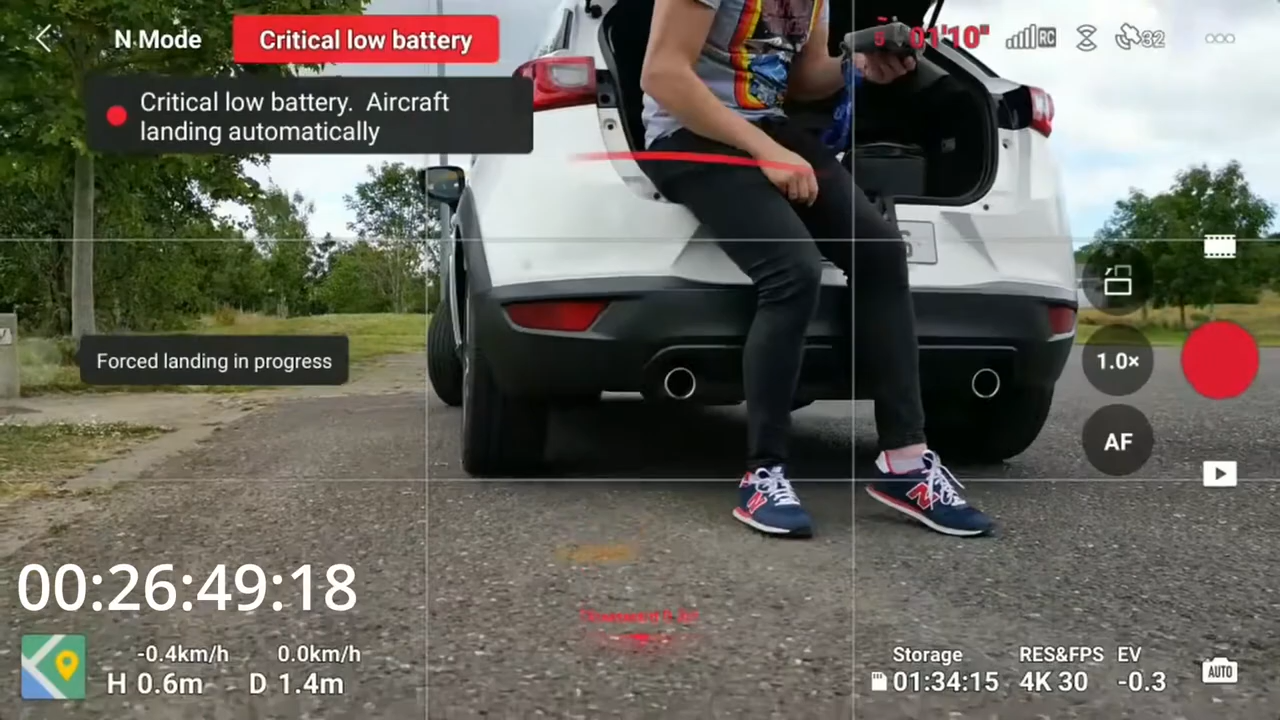 N Mode
Critical low battery
5
01'10"
RC
32
Critical low battery. Aircraft
landing automatically
1.0×
Forced landing in progress
AF
N
N
00:26:49:18
-0.4km/h
0.0km/h
H 0.6m
D 1.4m
Storage
01:34:15
RES&FPS
4K 30
EV
-0.3
AUTO